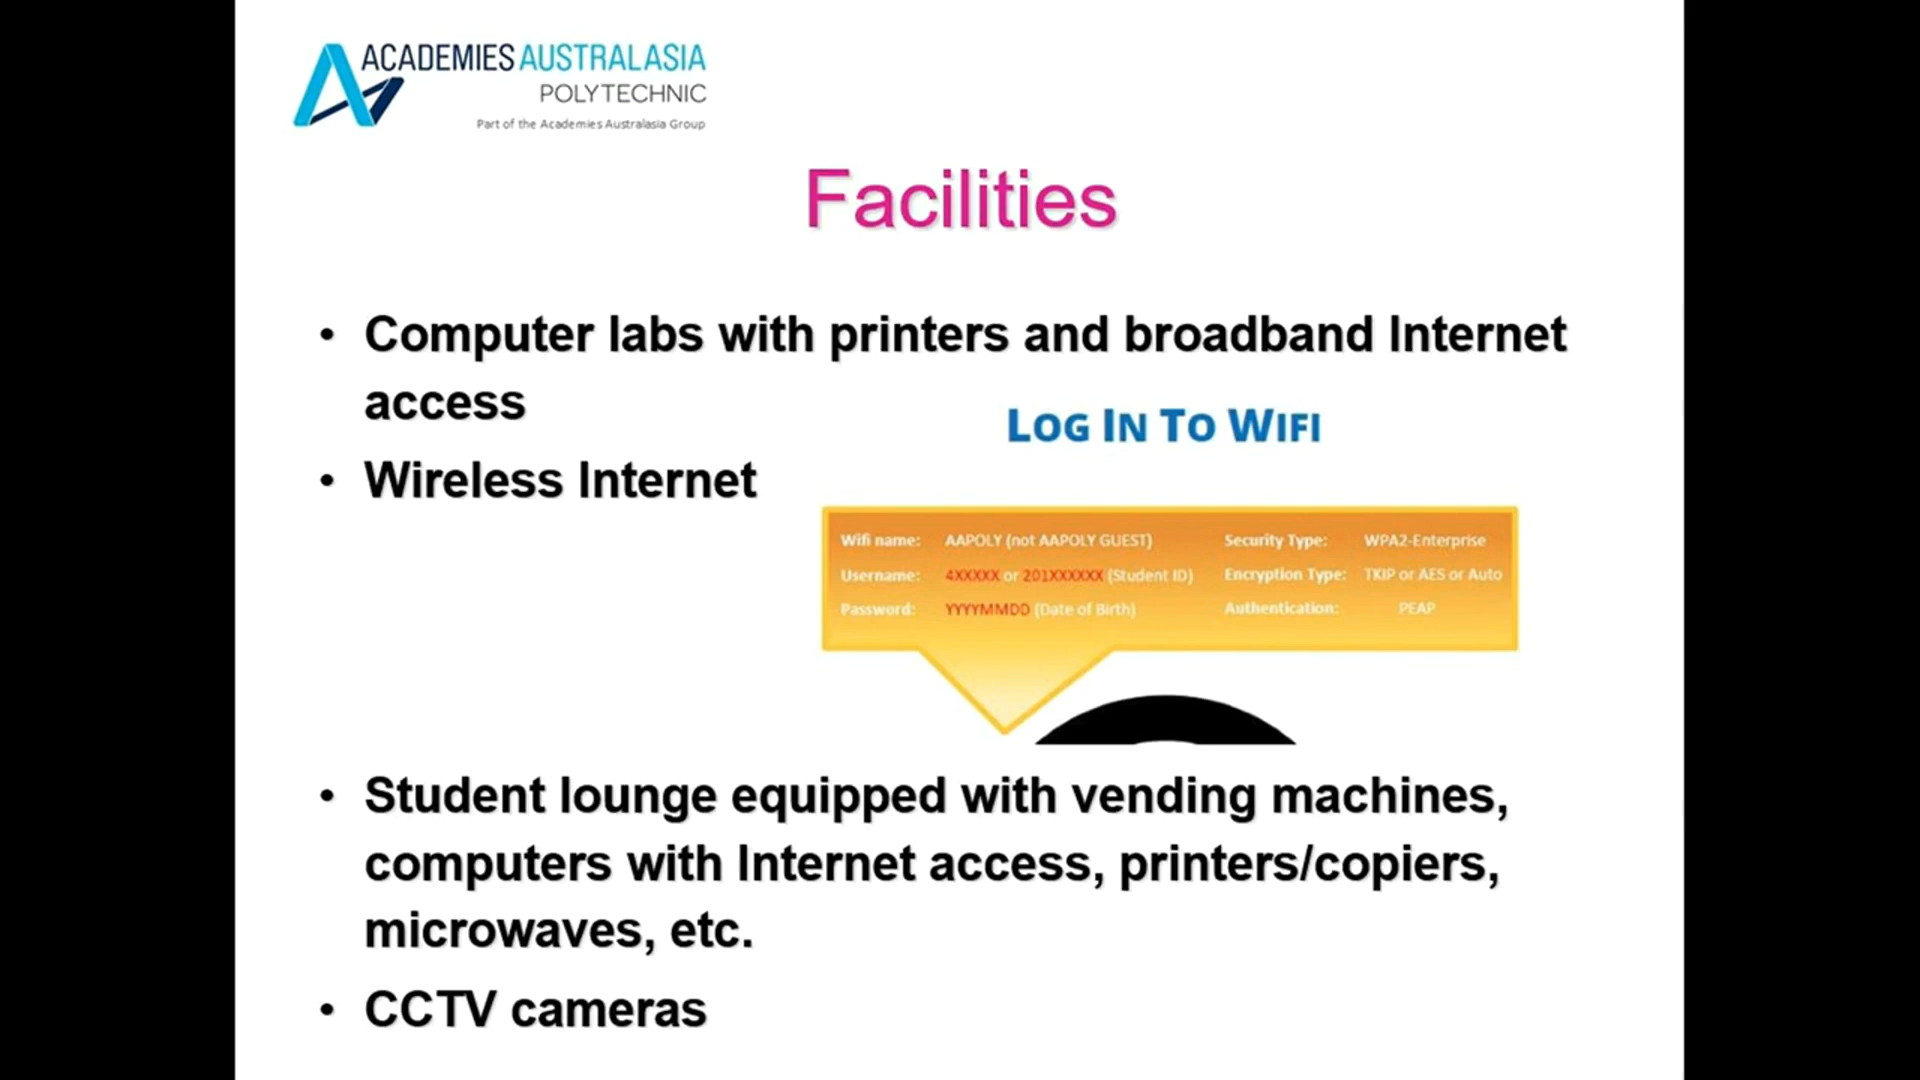 ACADEMIES AUSTRALASIA
POLYTECHNIC
Part of the Academies Australasia Group
Facilities
• Computer labs with printers and broadband Internet
access
LOG IN TO WIFI
• Wireless Internet
Wifi name: AAPOLY (not AAPOLY GUEST) Security Type: WPA2-Enterprise
Username: 4XXXXX or 201XXXXXX (Student ID) Encryption Type: TKIP or AES or Auto
Password: YYYYMMDD (Date of Birth) Authentication: PEAP
• Student lounge equipped with vending machines,
computers with Internet access, printers/copiers,
microwaves, etc.
• CCTV cameras